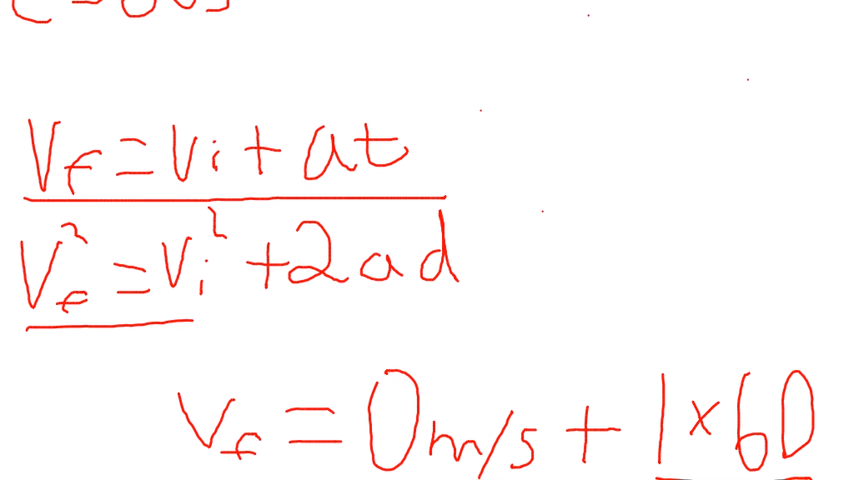 Vf = Vi + at
Vf² = Vi² + 2ad
Vf = 0m/s + 1×60